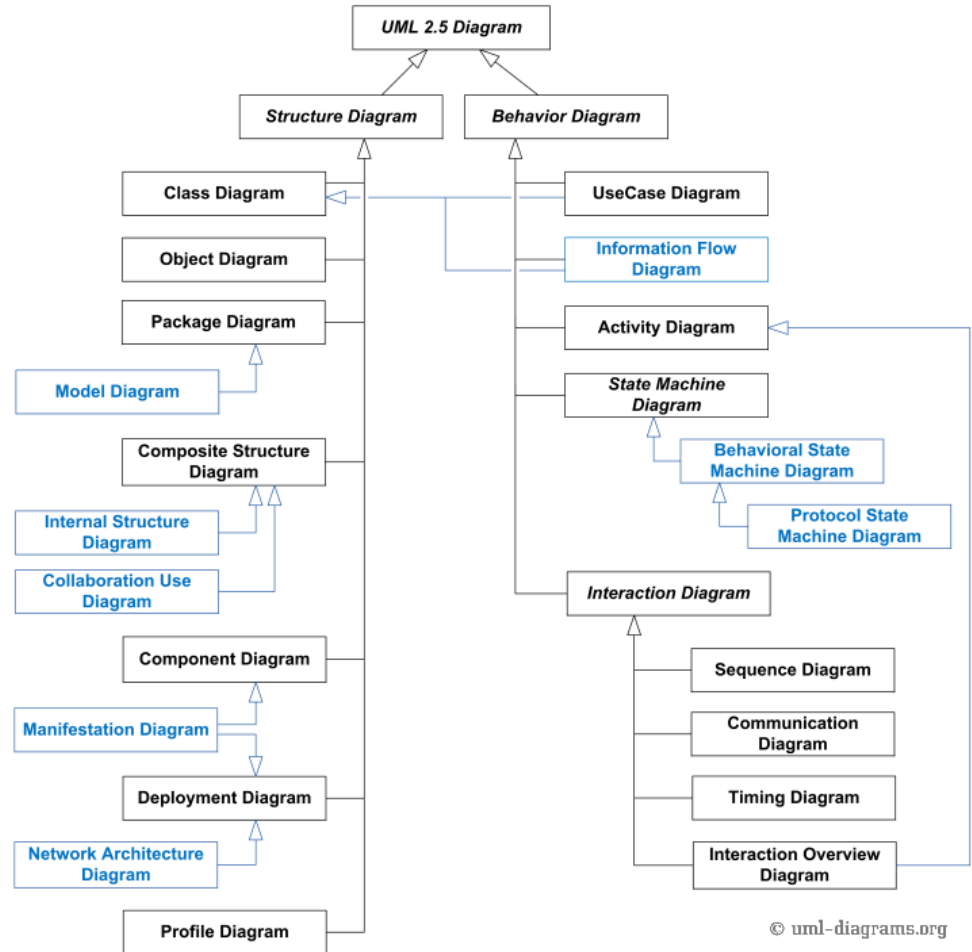 UML 2.5 Diagram
Structure Diagram
Behavior Diagram
Class Diagram
UseCase Diagram
Object Diagram
Information Flow
Diagram
Package Diagram
Activity Diagram
Model Diagram
State Machine
Diagram
Composite Structure
Diagram
Behavioral State
Machine Diagram
Internal Structure
Diagram
Protocol State
Machine Diagram
Collaboration Use
Diagram
Interaction Diagram
Component Diagram
Sequence Diagram
Manifestation Diagram
Communication
Diagram
Deployment Diagram
Timing Diagram
Network Architecture
Diagram
Interaction Overview
Diagram
Profile Diagram
© uml-diagrams.org